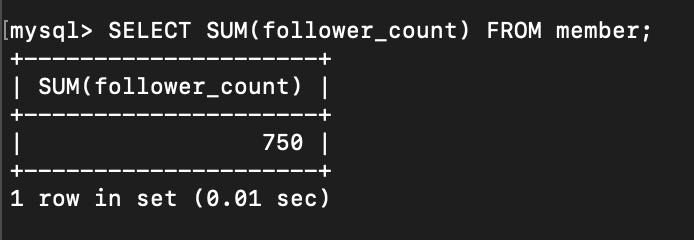 [mysql> SELECT SUM(follower_count) FROM member;
+---------------------+
| SUM(follower_count) |
+---------------------+
|                 750 |
+---------------------+
1 row in set (0.01 sec)